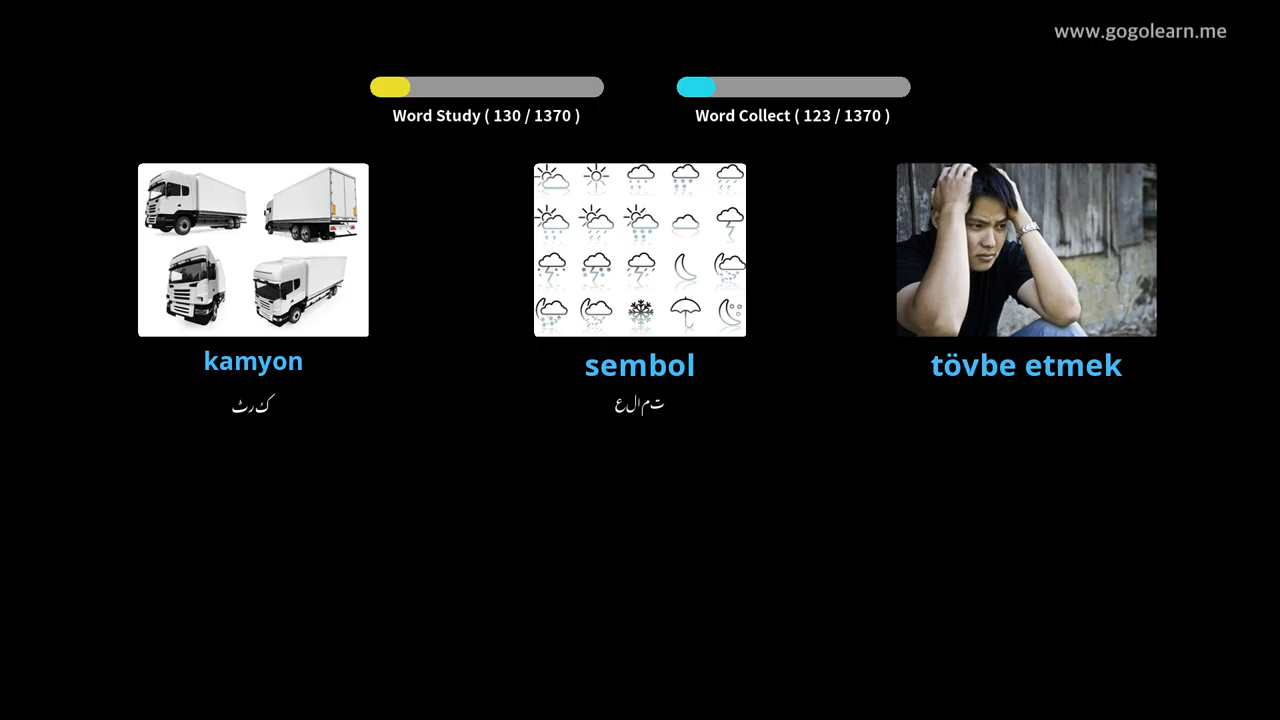 www.gogolearn.me
Word Study ( 130 / 1370 )
Word Collect ( 123 / 1370 )
kamyon
sembol
tövbe etmek
ٹرک
علامت